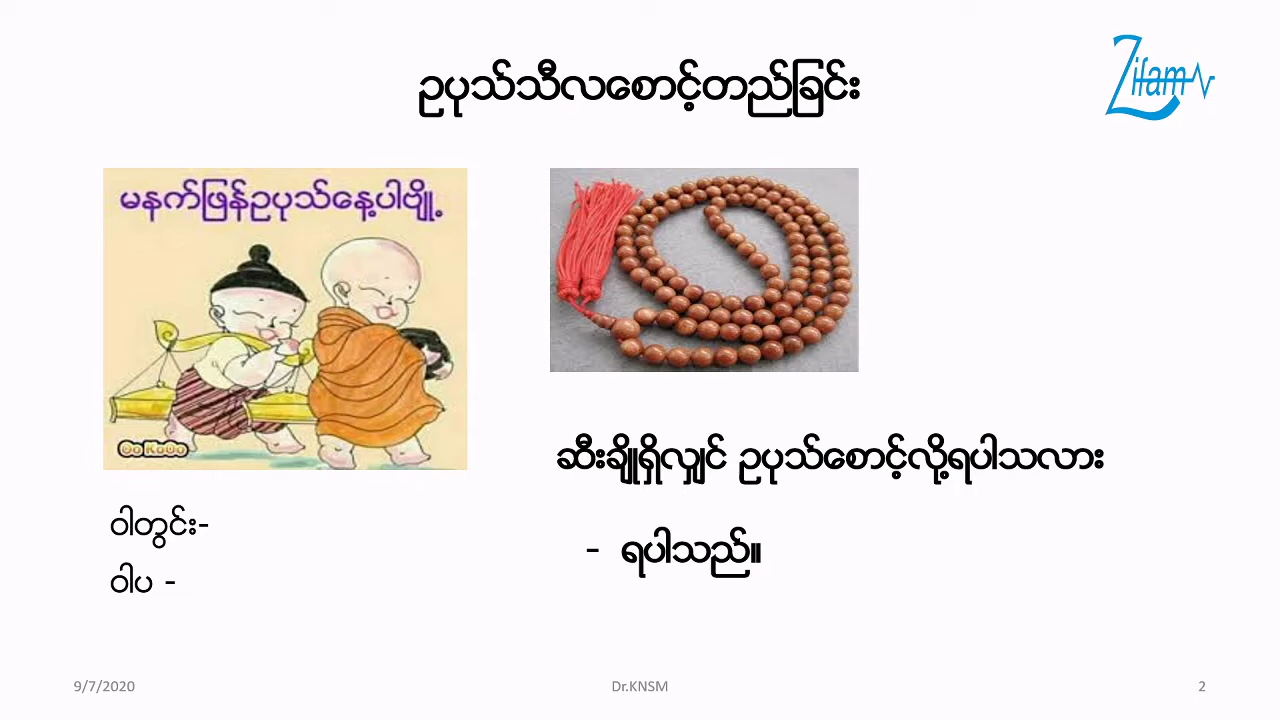 ဥပုသ်သီလစောင့်တည်ခြင်း
Zifam
မနက်ဖြန်ဥပုသ်နေ့ပါဗျို့
ဝါတွင်း-
ဝါပ -
ဆီးချိုရှိလျှင် ဥပုသ်စောင့်လို့ရပါသလား
- ရပါသည်။
9/7/2020
Dr.KNSM
2